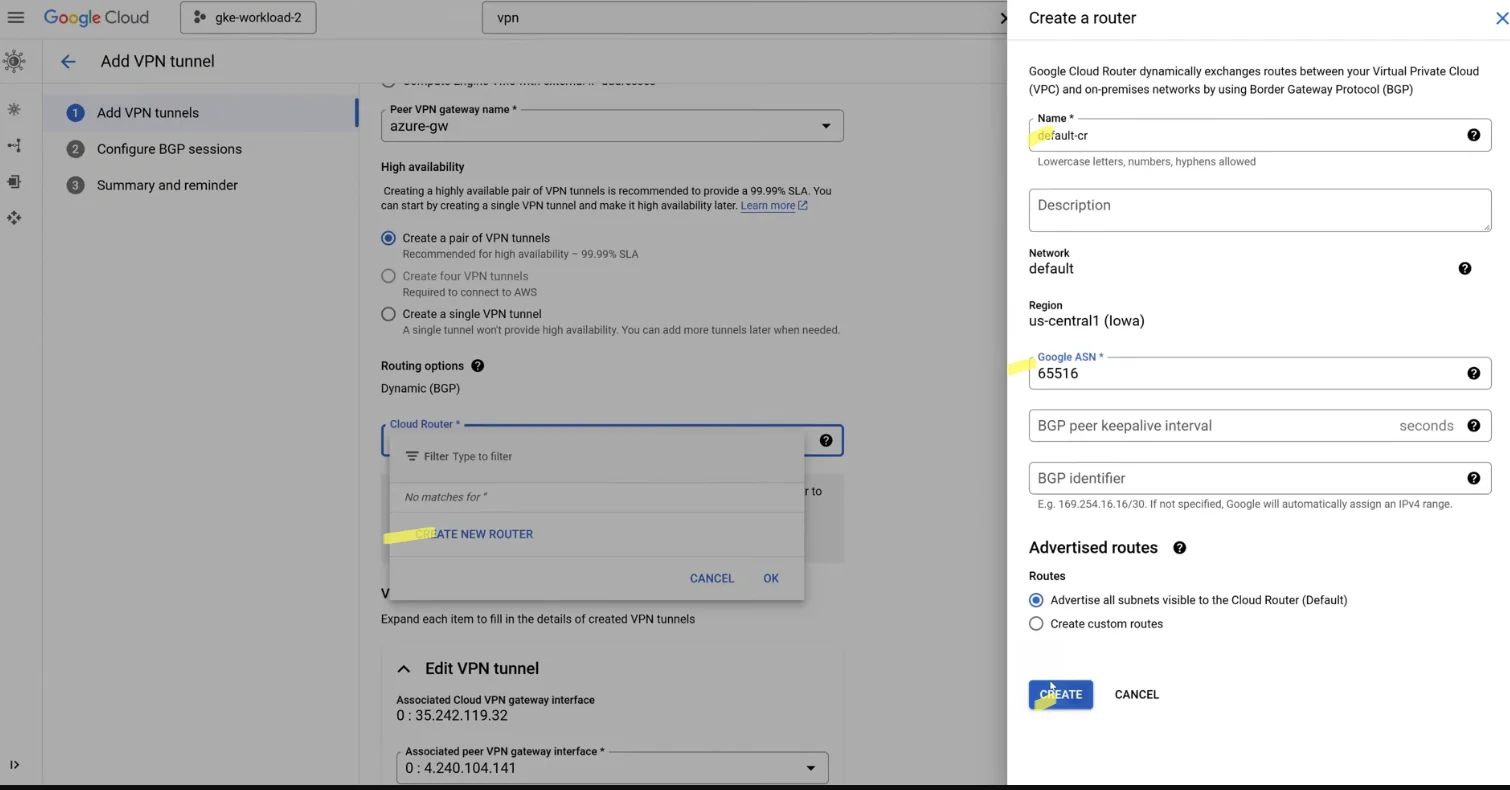 Google Cloud
gke-workload-2
vpn
Add VPN tunnel
1 Add VPN tunnels
2 Configure BGP sessions
3 Summary and reminder
Peer VPN gateway name *
azure-gw
High availability
Creating a highly available pair of VPN tunnels is recommended to provide a 99.99% SLA. You
can start by creating a single VPN tunnel and make it high availability later. Learn more
Create a pair of VPN tunnels
Recommended for high availability – 99.99% SLA
Create four VPN tunnels
Required to connect to AWS
Create a single VPN tunnel
A single tunnel won't provide high availability. You can add more tunnels later when needed.
Routing options
Dynamic (BGP)
Cloud Router *
Filter Type to filter
No matches for "
r to
CREATE NEW ROUTER
CANCEL OK
V
Expand each item to fill in the details of created VPN tunnels
Edit VPN tunnel
Associated Cloud VPN gateway interface
0 : 35.242.119.32
Associated peer VPN gateway interface *
0 : 4.240.104.141
Create a router
Google Cloud Router dynamically exchanges routes between your Virtual Private Cloud
(VPC) and on-premises networks by using Border Gateway Protocol (BGP)
Name *
default-cr
Lowercase letters, numbers, hyphens allowed
Description
Network
default
Region
us-central1 (Iowa)
Google ASN *
65516
BGP peer keepalive interval seconds
BGP identifier
E.g. 169.254.16.16/30. If not specified, Google will automatically assign an IPv4 range.
Advertised routes
Routes
Advertise all subnets visible to the Cloud Router (Default)
Create custom routes
CREATE CANCEL